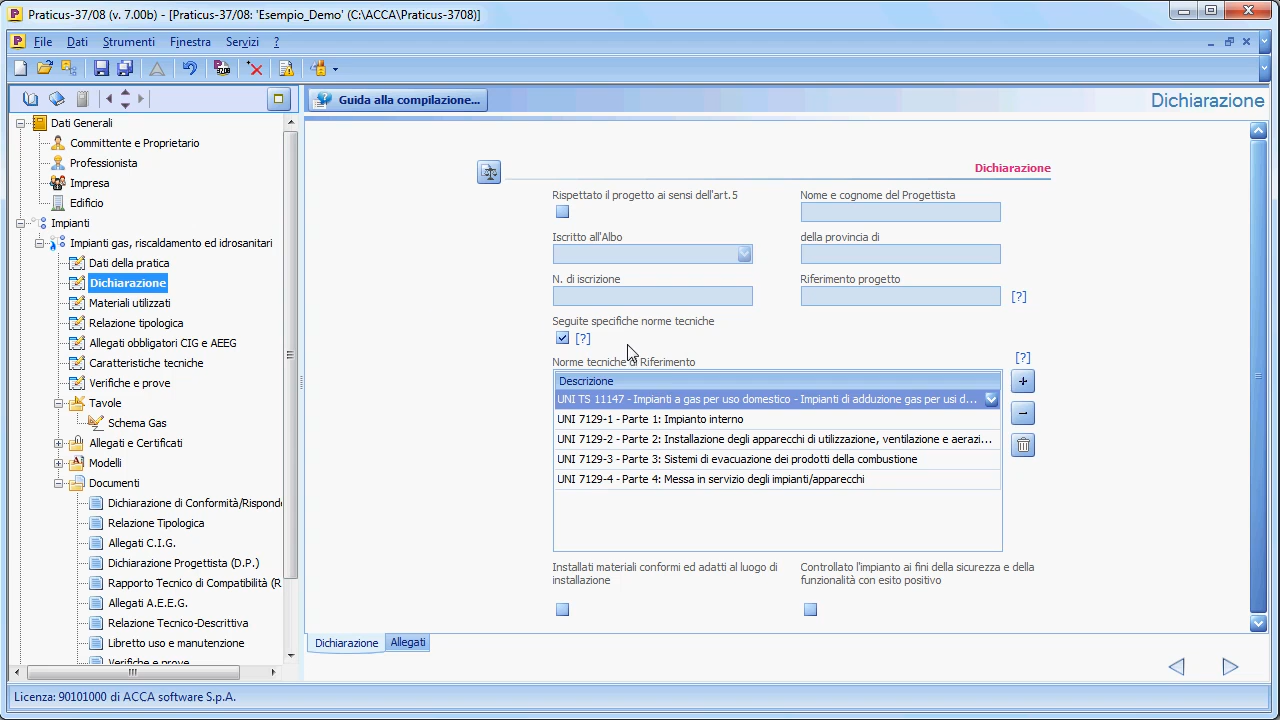 Praticus-37/08 (v. 7.00b) - [Praticus-37/08: 'Esempio_Demo' (C:\ACCA\Praticus-3708)]
File Dati Strumenti Finestra Servizi ?
Guida alla compilazione...
Dichiarazione
Dati Generali
Committente e Proprietario
Professionista
Impresa
Edificio
Impianti
Impianti gas, riscaldamento ed idrosanitari
Dati della pratica
Dichiarazione
Materiali utilizzati
Relazione tipologica
Allegati obbligatori CIG e AEEG
Caratteristiche tecniche
Verifiche e prove
Tavole
Schema Gas
Allegati e Certificati
Modelli
Documenti
Dichiarazione di Conformità/Risponde
Relazione Tipologica
Allegati C.I.G.
Dichiarazione Progettista (D.P.)
Rapporto Tecnico di Compatibilità (R
Allegati A.E.E.G.
Relazione Tecnico-Descrittiva
Libretto uso e manutenzione
Verifiche e prove
Dichiarazione
Rispettato il progetto ai sensi dell'art.5
Nome e cognome del Progettista
Iscritto all'Albo
della provincia di
N. di iscrizione
Riferimento progetto
[?]
Seguite specifiche norme tecniche
[?]
Norme tecniche di Riferimento
[?]
Descrizione
UNI TS 11147 - Impianti a gas per uso domestico - Impianti di adduzione gas per usi d...
UNI 7129-1 - Parte 1: Impianto interno
UNI 7129-2 - Parte 2: Installazione degli apparecchi di utilizzazione, ventilazione e aerazi...
UNI 7129-3 - Parte 3: Sistemi di evacuazione dei prodotti della combustione
UNI 7129-4 - Parte 4: Messa in servizio degli impianti/apparecchi
Installati materiali conformi ed adatti al luogo di
installazione
Controllato l'impianto ai fini della sicurezza e della
funzionalità con esito positivo
Dichiarazione Allegati
Licenza: 90101000 di ACCA software S.p.A.